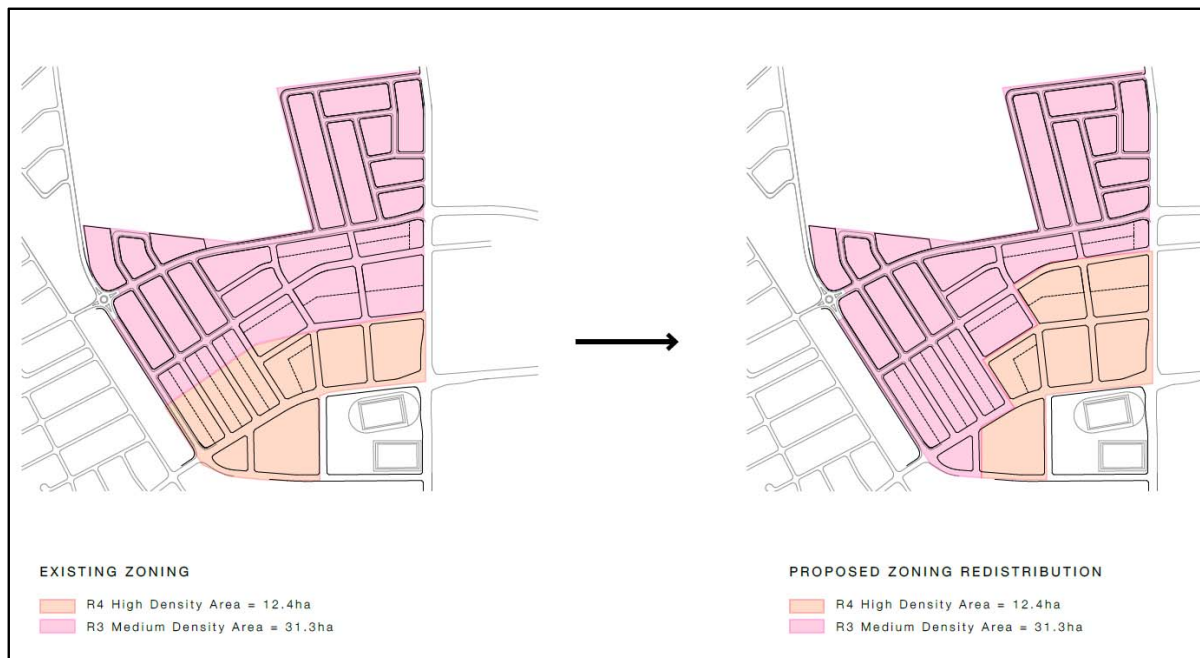 EXISTING ZONING
R4 High Density Area = 12.4ha
R3 Medium Density Area = 31.3ha
PROPOSED ZONING REDISTRIBUTION
R4 High Density Area = 12.4ha
R3 Medium Density Area = 31.3ha